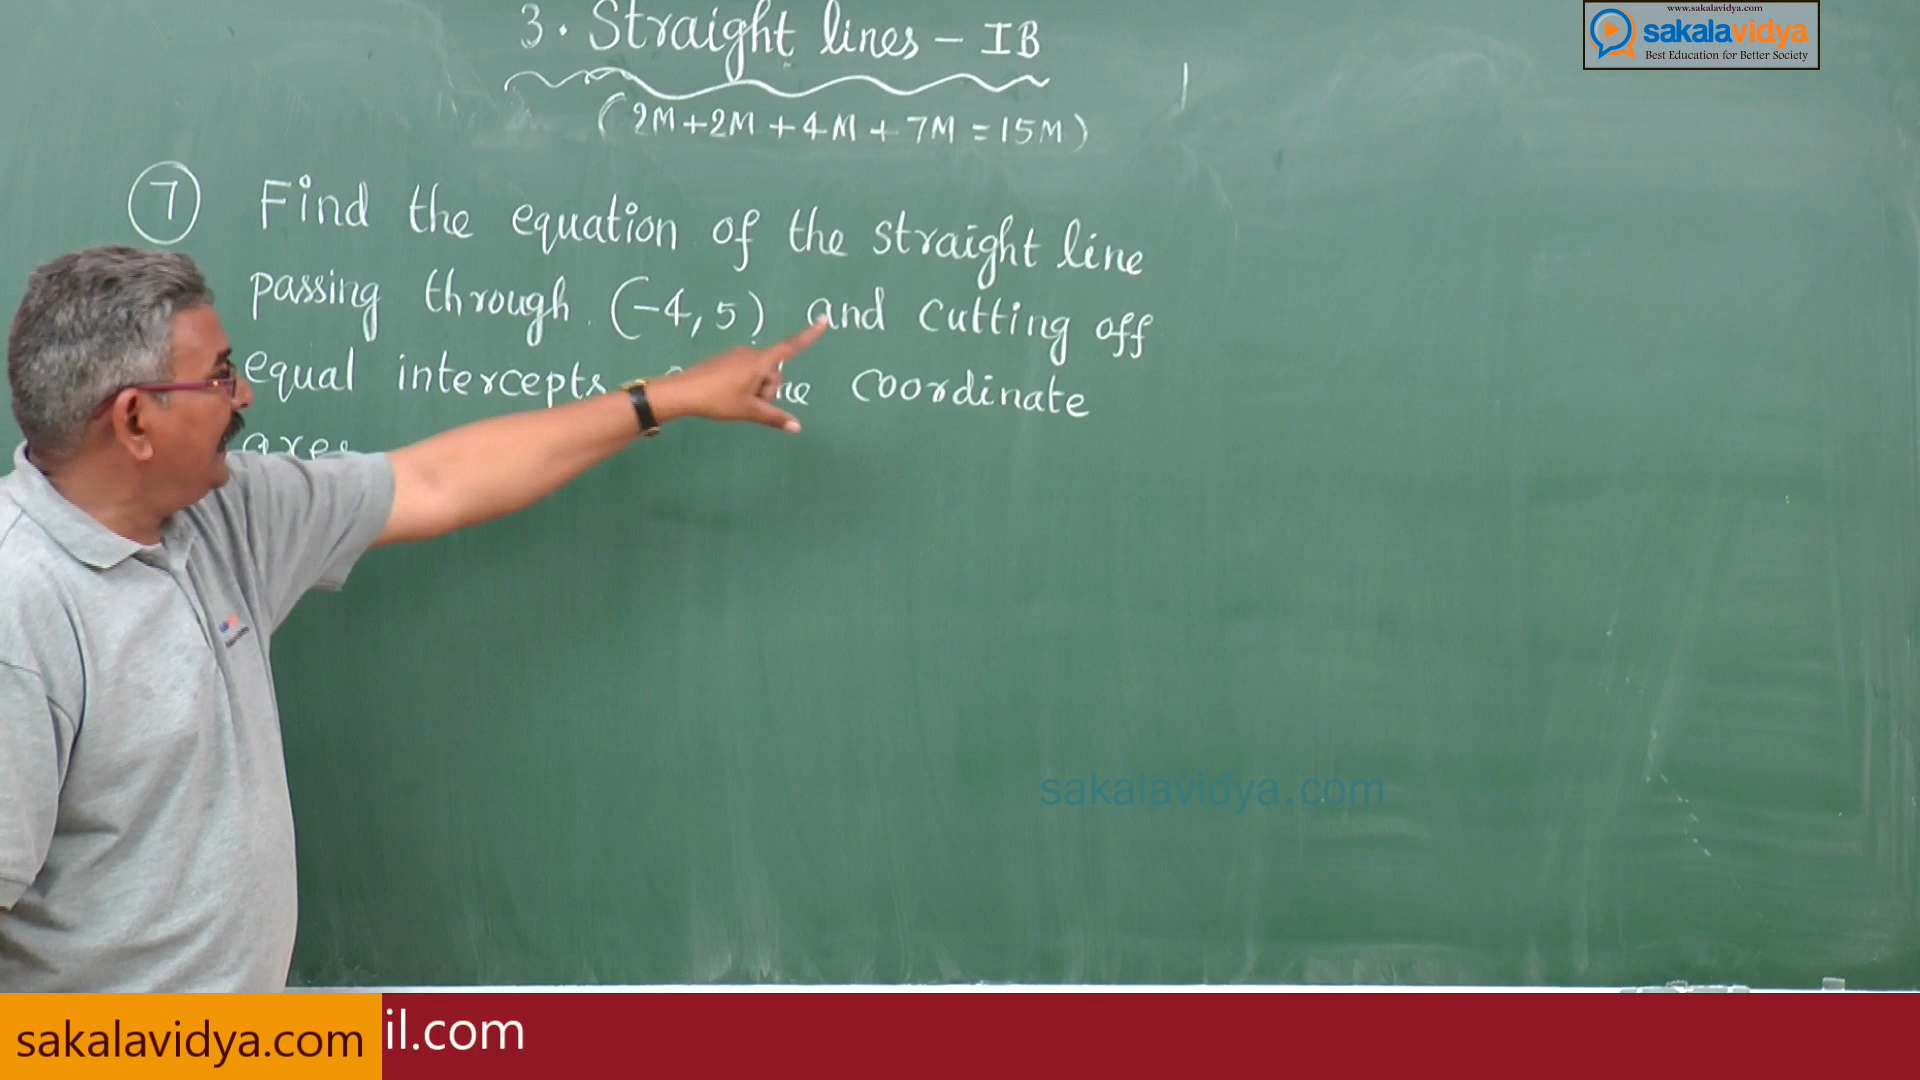 3. Straight lines - IB
(2M+2M+4M+7M=15M)
7 Find the equation of the straight line
passing through (-4,5) and cutting off
equal intercepts the coordinate
axes
www.sakalavidya.com
sakalavidya
Best Education for Better Society
sakalavidya.com
sakalavidya.com il.com